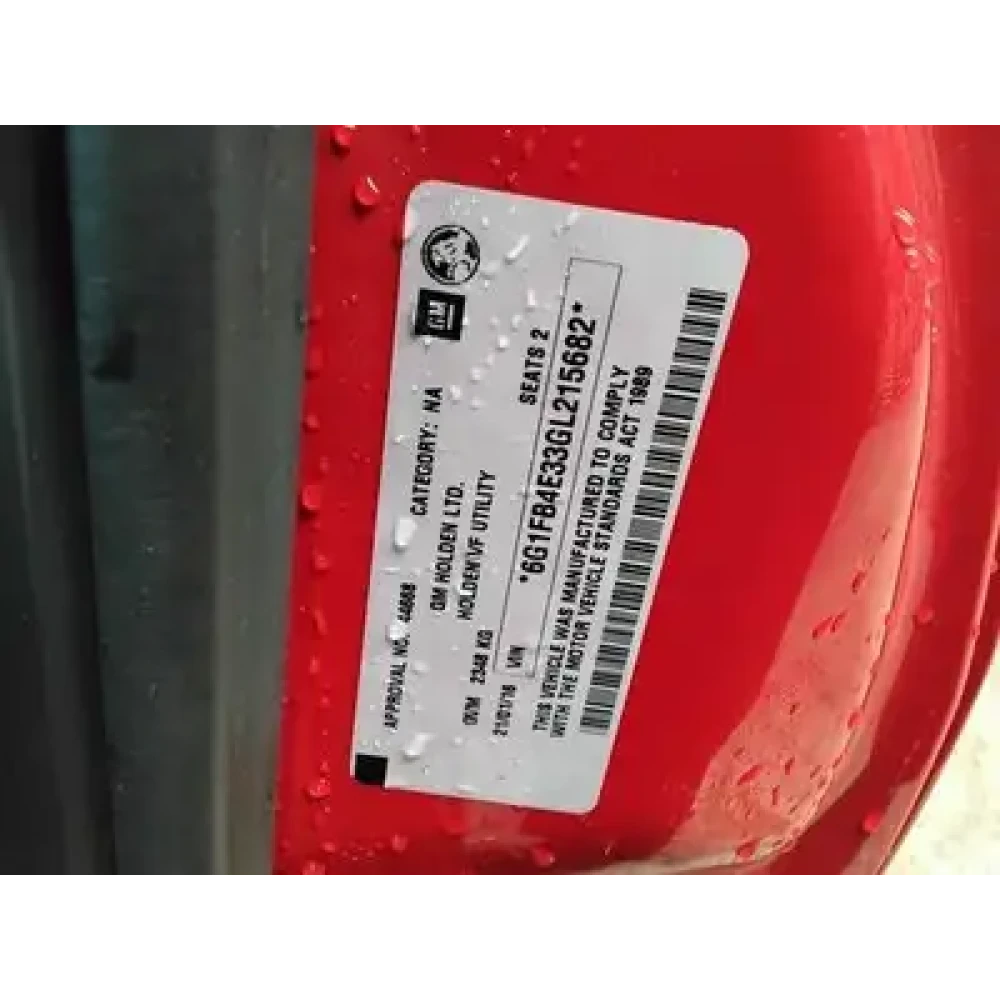 GM
APPROVAL NO. 44668 CATEGORY: NA
GM HOLDEN LTD.
HOLDEN\VF UTILITY
GVM 2348 KG SEATS 2
21/01/16 VIN *6G1FB4E33GL215682*
THIS VEHICLE WAS MANUFACTURED TO COMPLY
WITH THE MOTOR VEHICLE STANDARDS ACT 1989